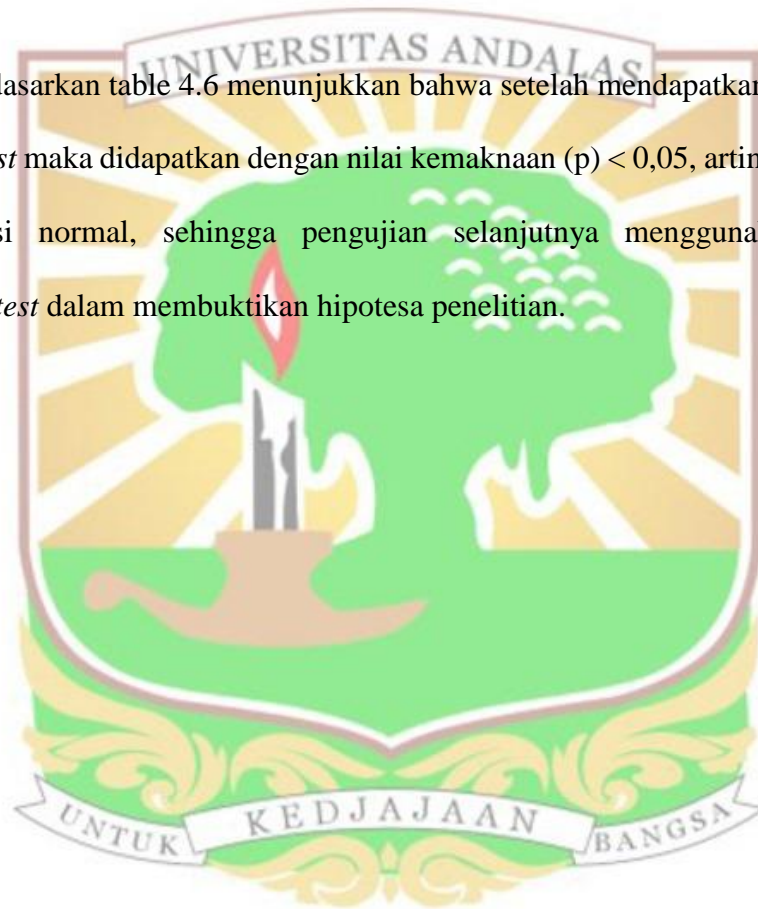 UNIVERSITAS ANDALAS
dasarkan table 4.6 menunjukkan bahwa setelah mendapatkan
st maka didapatkan dengan nilai kemaknaan (p) < 0,05, artin
si normal, sehingga pengujian selanjutnya menggunal
test dalam membuktikan hipotesa penelitian.
UNTUK KEDJAJAAN BANGSA